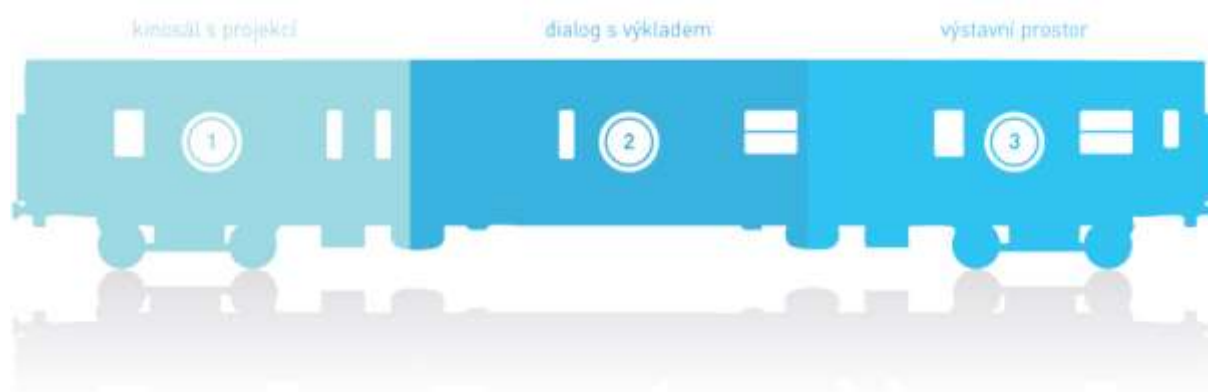 kinosál s projekcí
dialog s výkladem
výstavní prostor
1
2
3